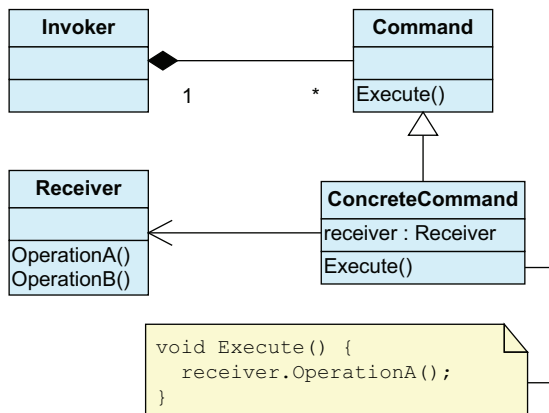 Invoker
Command
1
*
Execute()
Receiver
ConcreteCommand
receiver : Receiver
OperationA()
OperationB()
Execute()
void Execute() {
  receiver.OperationA();
}